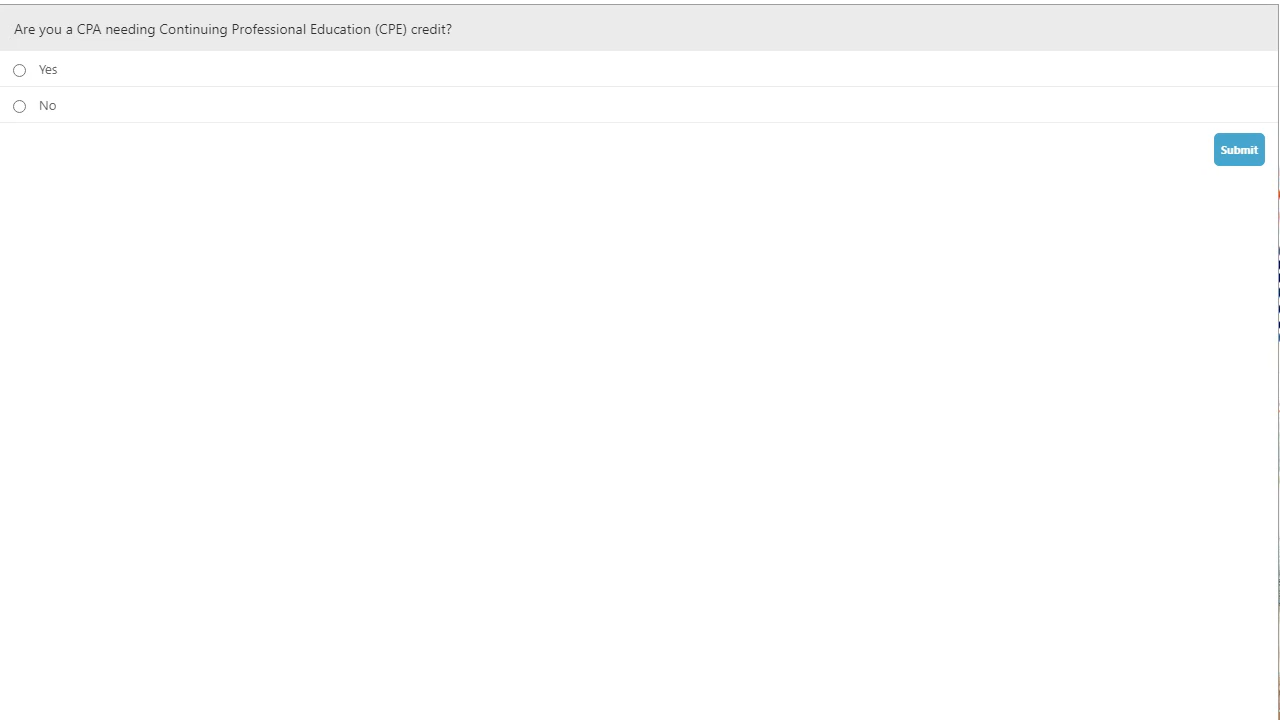 Are you a CPA needing Continuing Professional Education (CPE) credit?
Yes
No
Submit